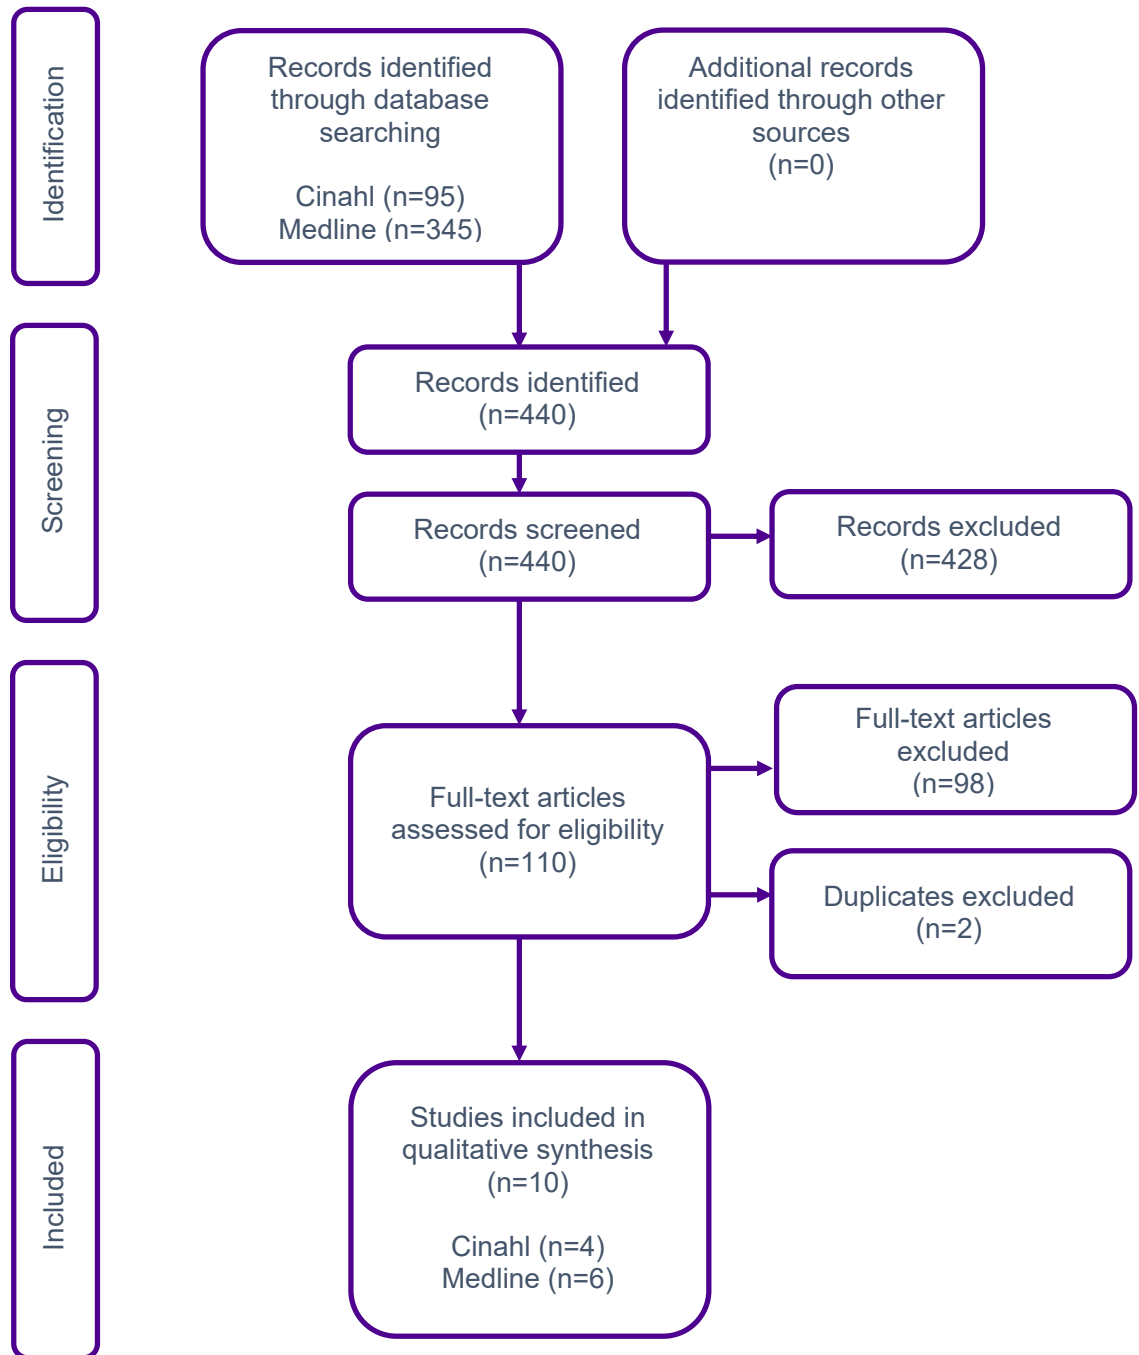 Identification
Records identified
through database
searching
Cinahl (n=95)
Medline (n=345)
Additional records
identified through other
sources
(n=0)
Screening
Records identified
(n=440)
Records screened
(n=440)
Records excluded
(n=428)
Eligibility
Full-text articles
assessed for eligibility
(n=110)
Full-text articles
excluded
(n=98)
Duplicates excluded
(n=2)
Included
Studies included in
qualitative synthesis
(n=10)
Cinahl (n=4)
Medline (n=6)